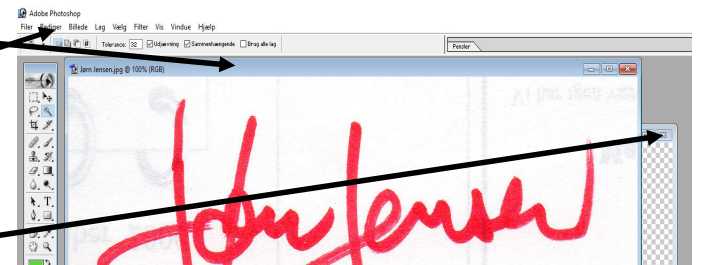 Adobe Photoshop
Filer Rediger Billede Lag Vælg Filter Vis Vindue Hjælp
Tolerance: 32 Udjævning Sammenhængende Brug alle lag
Pensler
Jørn Jensen.jpg @ 100% (RGB)
Jørn Jensen